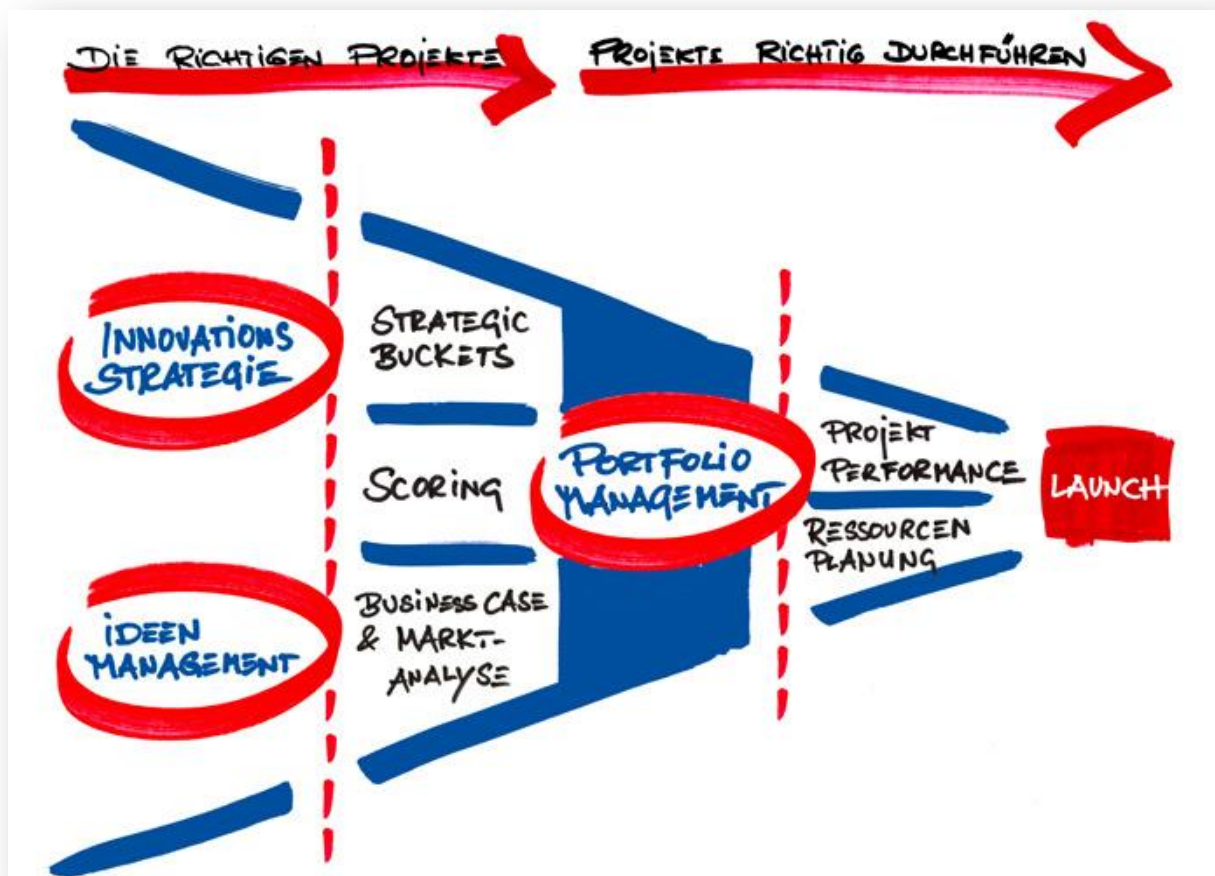 DIE RICHTIGEN PROJEKTE
PROJEKTE RICHTIG DURCHFÜHREN
INNOVATIONS
STRATEGIE
IDEEN
MANAGEMENT
STRATEGIC
BUCKETS
SCORING
BUSINESS CASE
& MARKT-
ANALYSE
PORTFOLIO
MANAGEMENT
PROJEKT
PERFORMANCE
RESSOURCEN
PLANUNG
LAUNCH